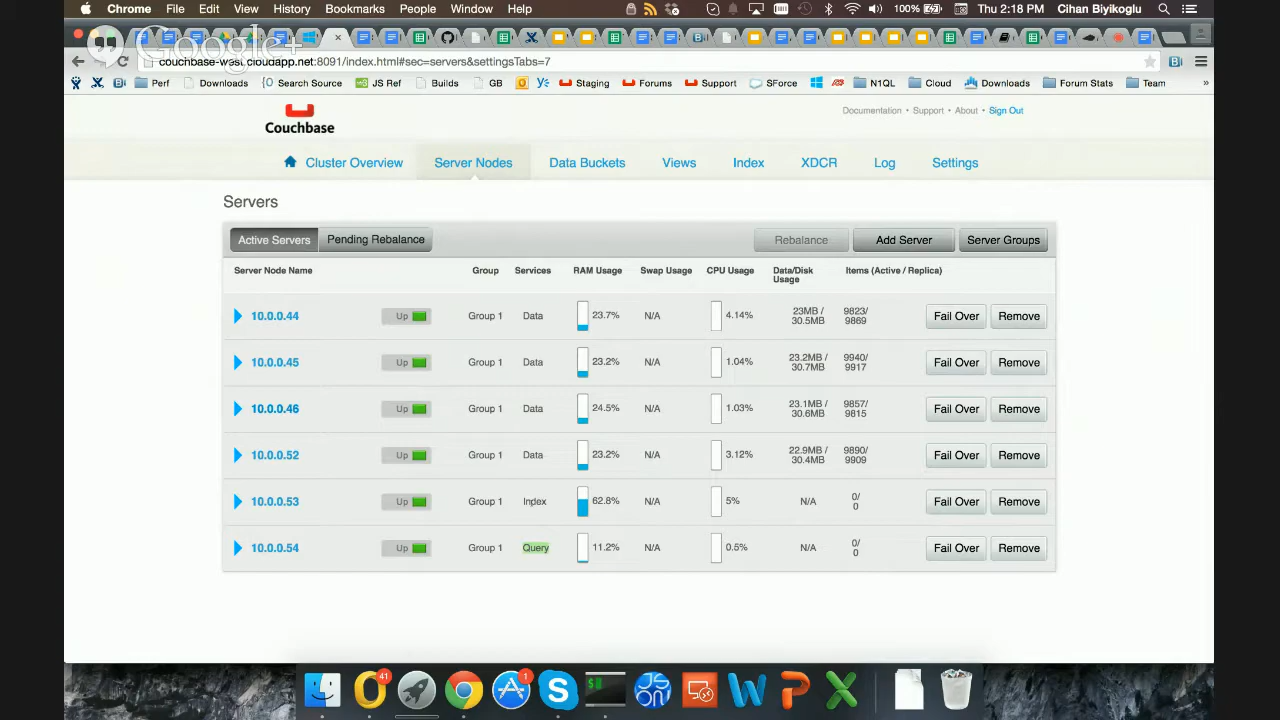 Chrome File Edit View History Bookmarks People Window Help 100% Thu 2:18 PM Cihan Biyikoglu
Google+
couchbase-west.cloudapp.net:8091/index.html#sec=servers&settingsTabs=7
Perf Downloads Search Source JS Ref Builds GB Staging Forums Support SForce N1QL Cloud Downloads Forum Stats Team »
Couchbase
Documentation • Support • About • Sign Out
Cluster Overview Server Nodes Data Buckets Views Index XDCR Log Settings
Servers
Active Servers Pending Rebalance Rebalance Add Server Server Groups
Server Node Name Group Services RAM Usage Swap Usage CPU Usage Data/Disk Usage Items (Active / Replica)
10.0.0.44 Up Group 1 Data 23.7% N/A 4.14% 23MB / 30.5MB 9823/ 9869 Fail Over Remove
10.0.0.45 Up Group 1 Data 23.2% N/A 1.04% 23.2MB / 30.7MB 9940/ 9917 Fail Over Remove
10.0.0.46 Up Group 1 Data 24.5% N/A 1.03% 23.1MB / 30.6MB 9857/ 9815 Fail Over Remove
10.0.0.52 Up Group 1 Data 23.2% N/A 3.12% 22.9MB / 30.4MB 9890/ 9909 Fail Over Remove
10.0.0.53 Up Group 1 Index 62.8% N/A 5% N/A 0/ 0 Fail Over Remove
10.0.0.54 Up Group 1 Query 11.2% N/A 0.5% N/A 0/ 0 Fail Over Remove
41 1